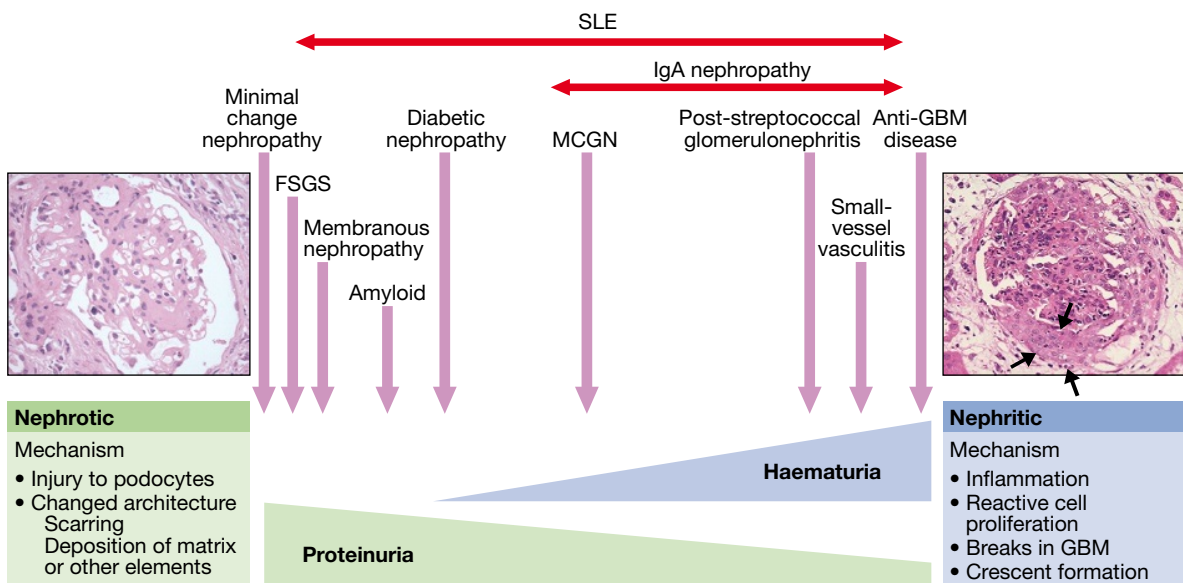 SLE
IgA nephropathy
Minimal
change
nephropathy
Diabetic
nephropathy
MCGN
Post-streptococcal
glomerulonephritis
Anti-GBM
disease
FSGS
Membranous
nephropathy
Small-
vessel
vasculitis
Amyloid
Nephrotic
Mechanism
• Injury to podocytes
• Changed architecture
Scarring
Deposition of matrix
or other elements
Haematuria
Proteinuria
Nephritic
Mechanism
• Inflammation
• Reactive cell
proliferation
• Breaks in GBM
• Crescent formation